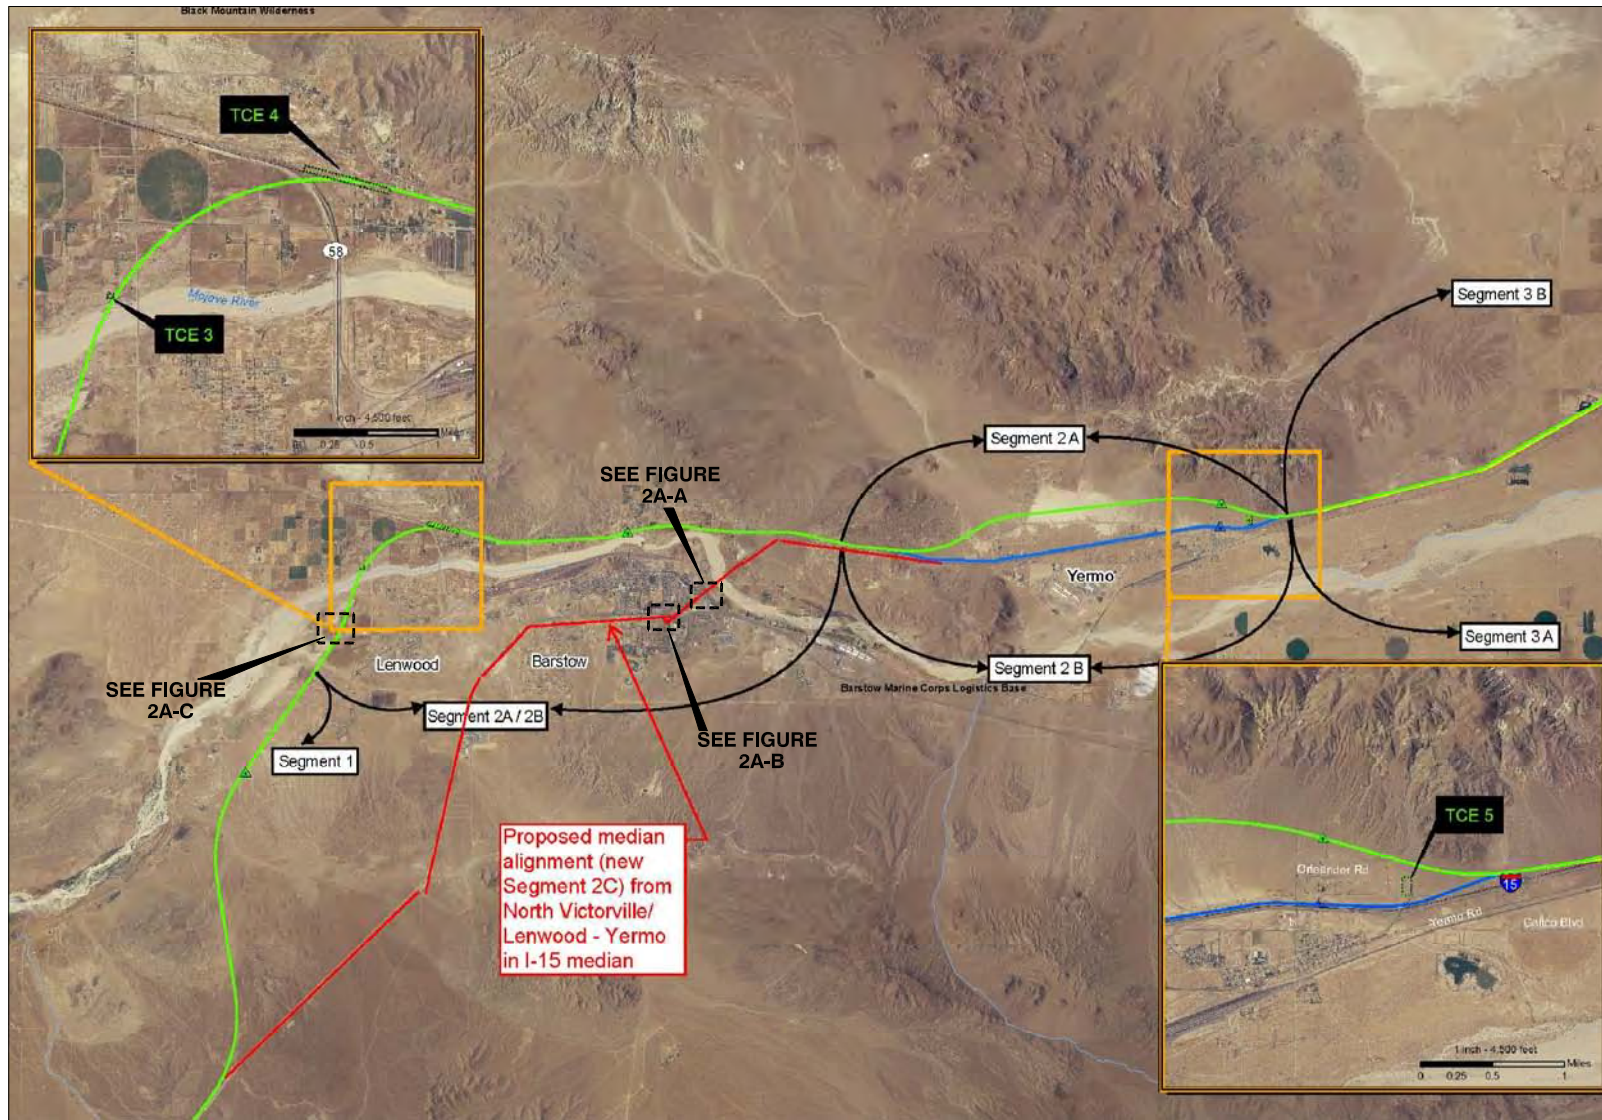 Black Mountain Wilderness
TCE 4
58
Mojave River
TCE 3
1 inch - 4,500 feet
0 0.25 0.5 1 Miles
Segment 3 B
Segment 2 A
SEE FIGURE
2A-A
Yermo
Segment 3 A
Lenwood
Barstow
Segment 2 B
Barstow Marine Corps Logistics Base
SEE FIGURE
2A-C
Segment 2A / 2B
SEE FIGURE
2A-B
Segment 1
Proposed median
alignment (new
Segment 2C) from
North Victorville/
Lenwood - Yermo
in I-15 median
TCE 5
15
Yermo Rd
Calico Blvd
1 inch - 4,500 feet
0 0.25 0.5 1 Miles